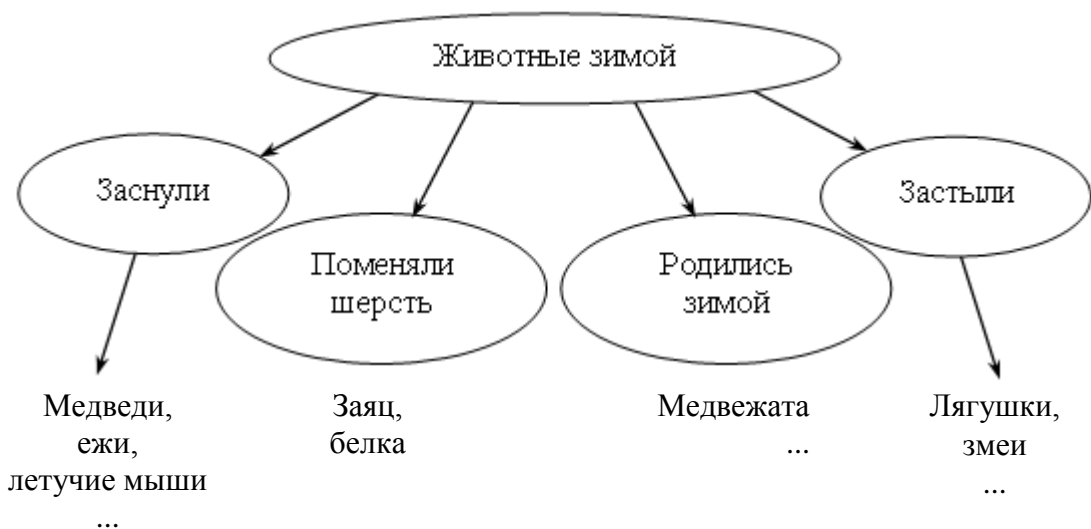 Животные зимой
Заснули
Поменяли
шерсть
Родились
зимой
Застыли
Медведи,
ежи,
летучие мыши
...
Заяц,
белка
Медвежата
...
Лягушки,
змеи
...